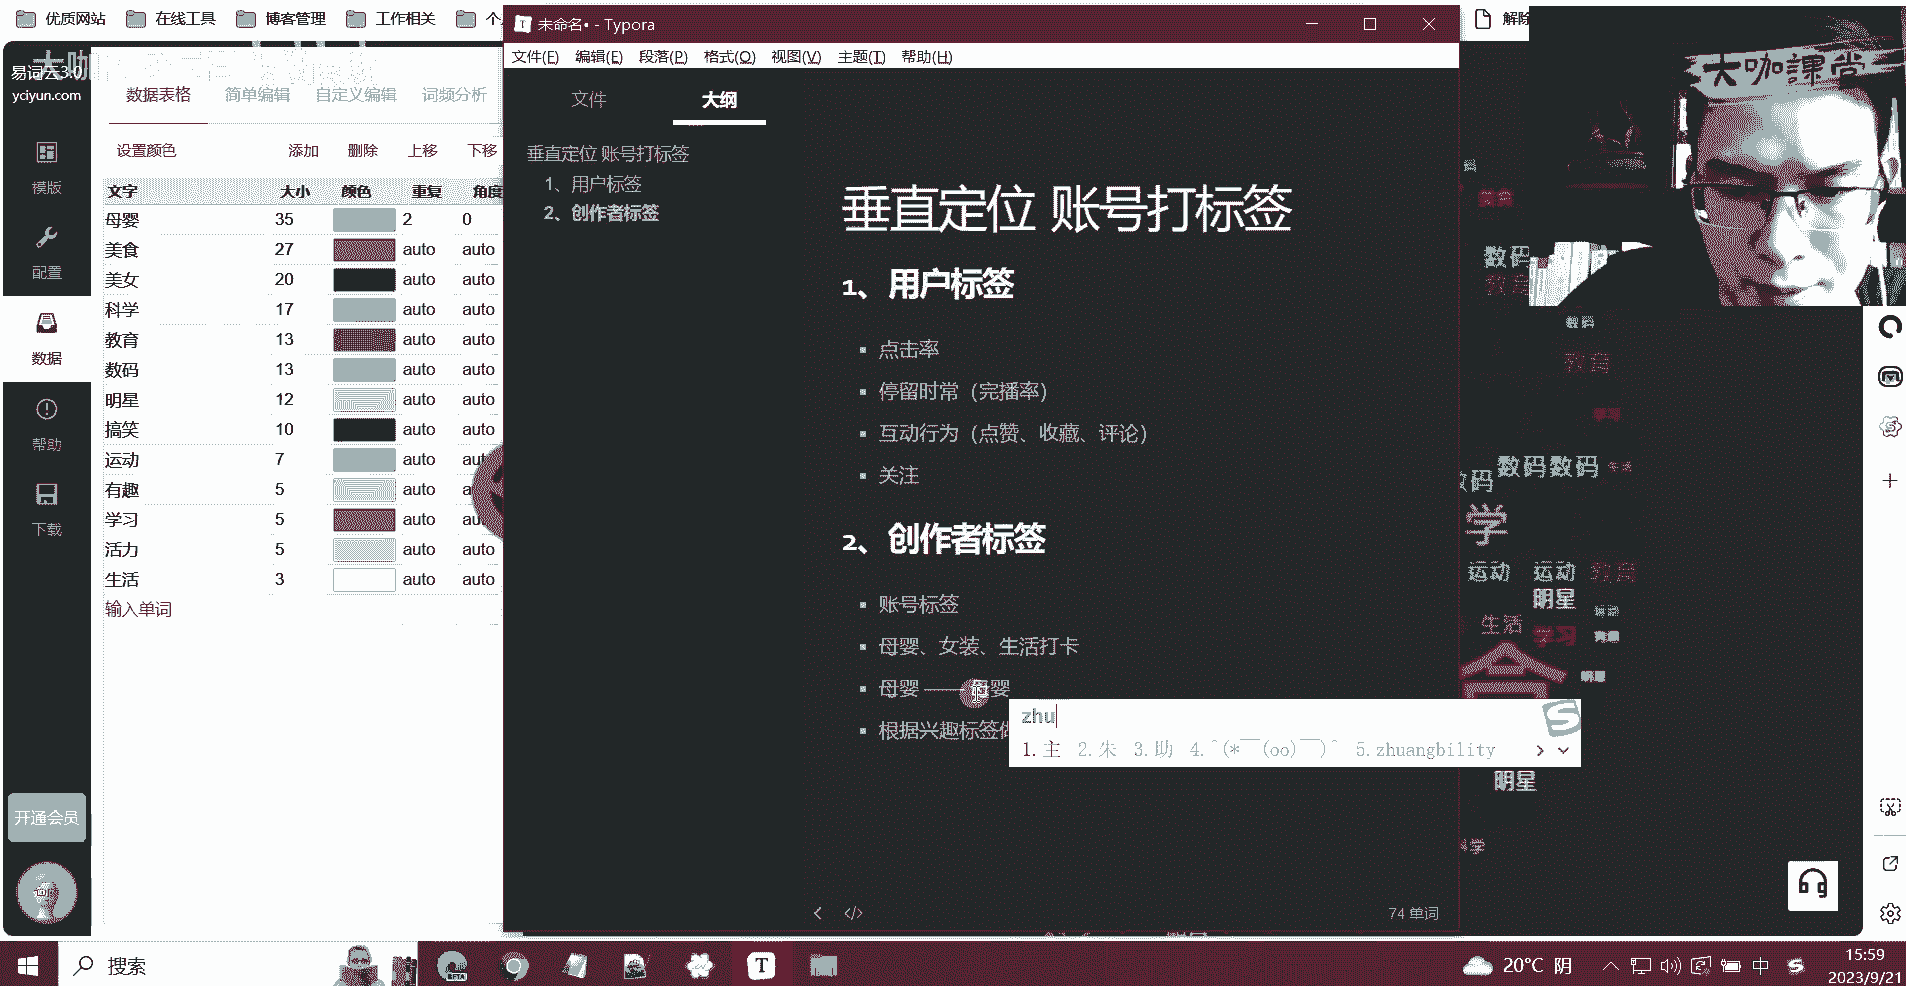 优质网站 在线工具 博客管理 工作相关
未命名• - Typora
解除
文件(F) 编辑(E) 段落(P) 格式(O) 视图(V) 主题(T) 帮助(H)
易词云3.0
yciyun.com
大咖課堂
数据表格 简单编辑 自定义编辑 词频分析
设置颜色 添加 删除 上移 下移
文字 大小 颜色 重复 角度
母婴 35 2 0
美食 27 auto auto
美女 20 auto auto
科学 17 auto auto
教育 13 auto auto
数码 13 auto auto
明星 12 auto auto
搞笑 10 auto auto
运动 7 auto auto
有趣 5 auto
学习 5 auto
活力 5 auto auto
生活 3 auto auto
输入单词
模版
配置
数据
帮助
下载
开通会员
文件 大纲
垂直定位 账号打标签
1、用户标签
2、创作者标签
垂直定位 账号打标签
1、用户标签
点击率
停留时常（完播率）
互动行为（点赞、收藏、评论）
关注
2、创作者标签
账号标签
母婴、女装、生活打卡
母婴
根据兴趣标签
zhu
1.主 2.朱 3.助 4.^(*￣(oo)￣)^ 5.zhuangbility
74 单词
数码
数码
教育
数码数码
学
运动 运动 教育
明星
生活 学习
明星
搜索
20°C 阴
中
15:59
2023/9/21